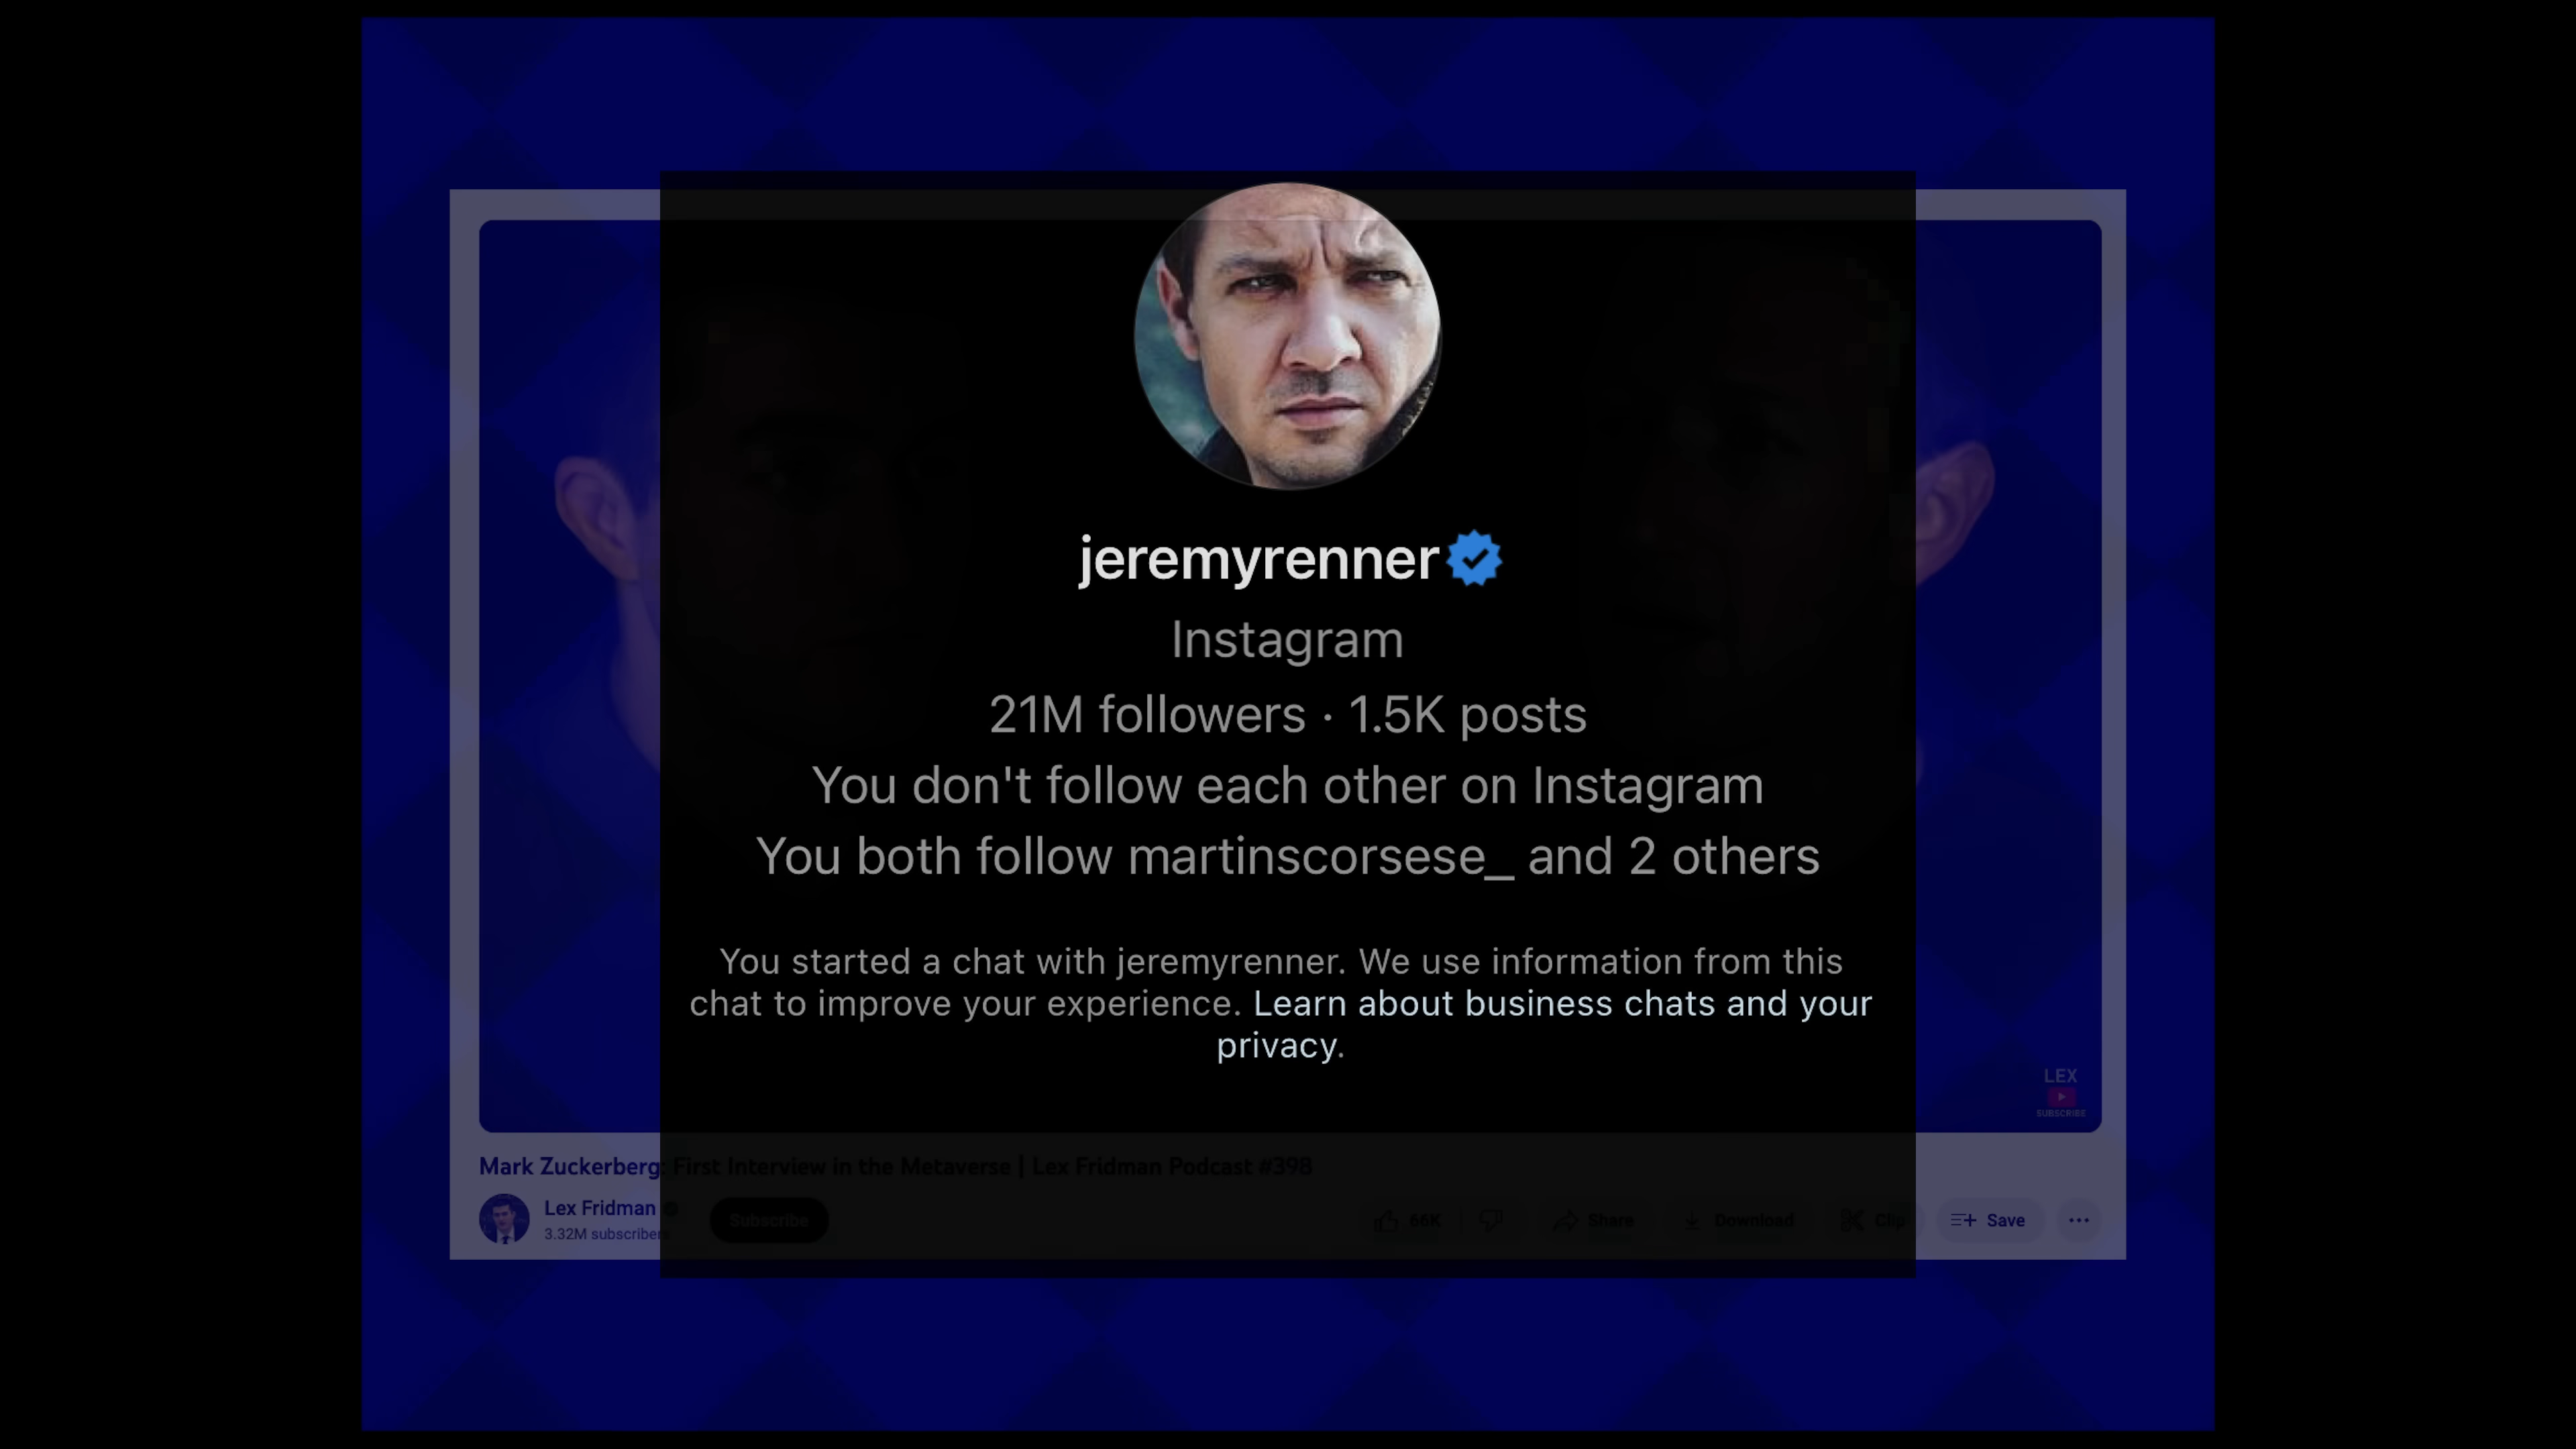 jeremyrenner
Instagram
21M followers · 1.5K posts
You don't follow each other on Instagram
You both follow martinscorsese_ and 2 others
You started a chat with jeremyrenner. We use information from this
chat to improve your experience. Learn about business chats and your
privacy.
LEX
SUBSCRIBE
Mark Zuckerberg: First Interview in the Metaverse | Lex Fridman Podcast #398
Lex Fridman
3.32M subscribers
Subscribe
66K
Share
Download
Clip
Save